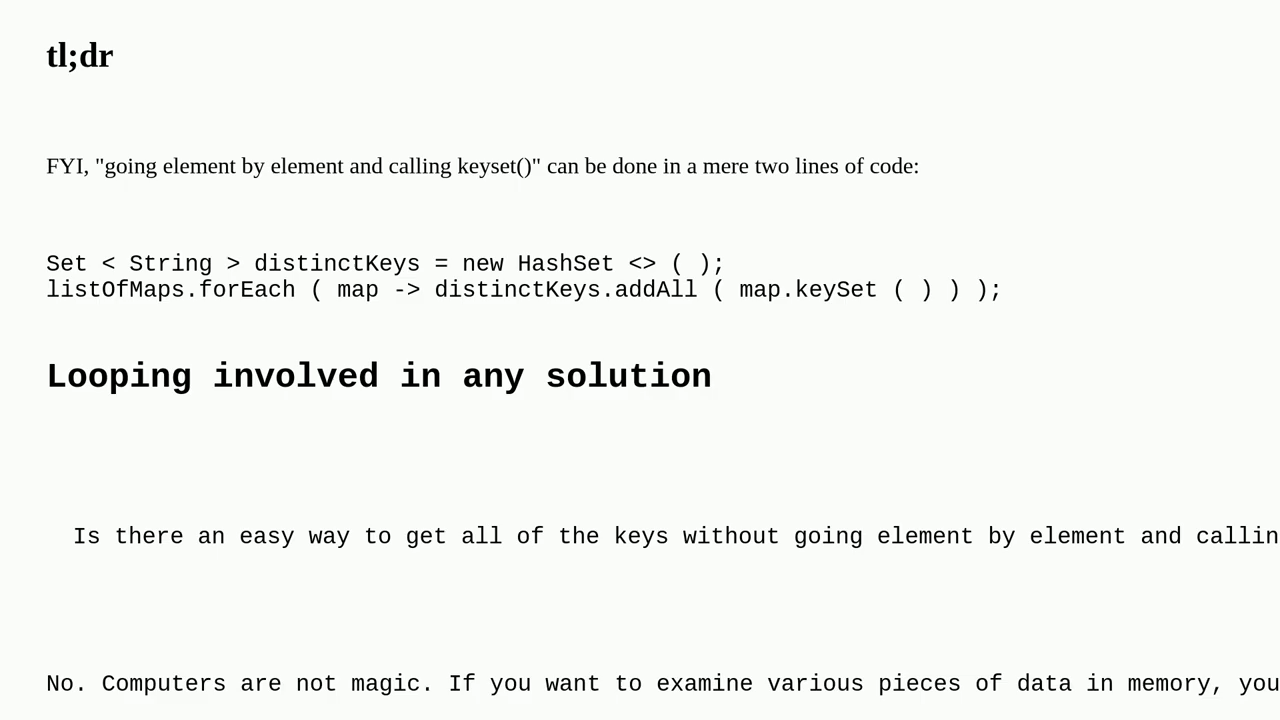 tl;dr
FYI, "going element by element and calling keyset()" can be done in a mere two lines of code:
Set < String > distinctKeys = new HashSet <> ( );
listOfMaps.forEach ( map -> distinctKeys.addAll ( map.keySet ( ) ) );
Looping involved in any solution
Is there an easy way to get all of the keys without going element by element and callin
No. Computers are not magic. If you want to examine various pieces of data in memory, you